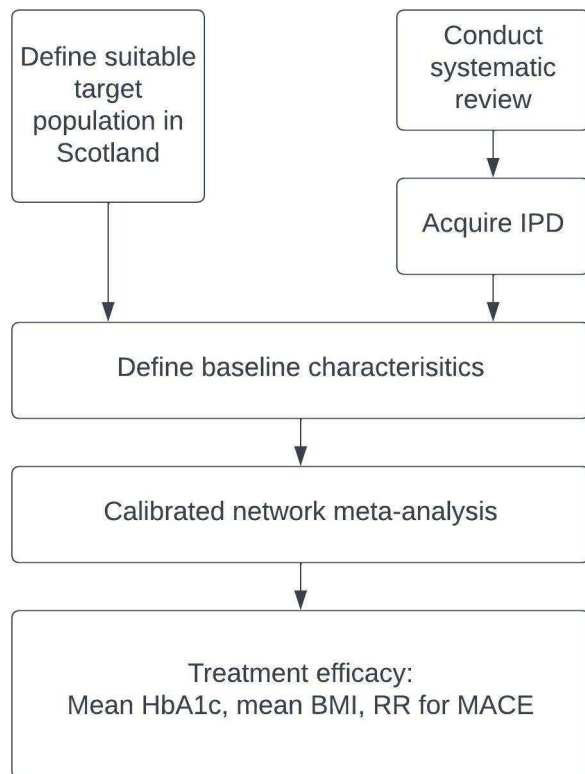 Define suitable
target
population in
Scotland
Conduct
systematic
review
Acquire IPD
Define baseline characterisitics
Calibrated network meta-analysis
Treatment efficacy:
Mean HbA1c, mean BMI, RR for MACE